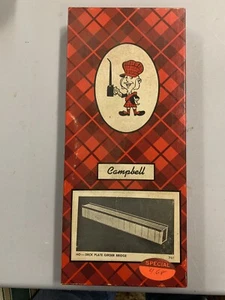 Campbell
HO — DECK PLATE GIRDER BRIDGE
SPECIAL